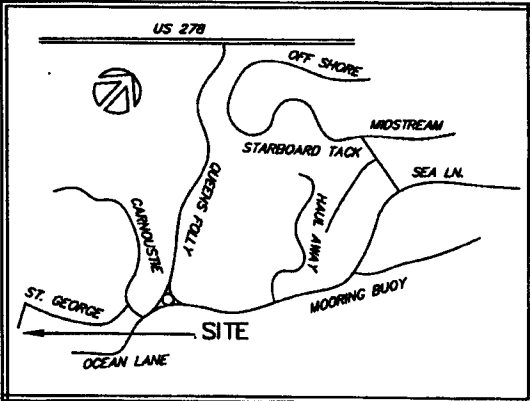 US 278
OFF SHORE
MIDSTREAM
STARBOARD TACK
SEA LN.
QUEENS FOLLY
CARNOUSTIE
HAUL AWAY
MOORING BUOY
ST. GEORGE
SITE
OCEAN LANE